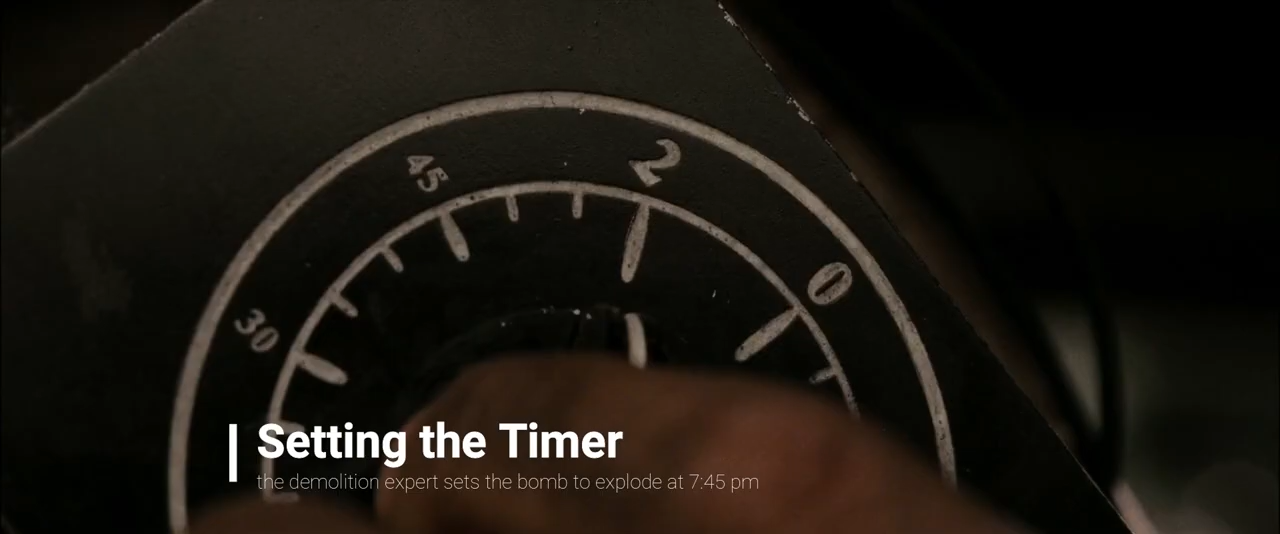 45
2
0
30
Setting the Timer
the demolition expert sets the bomb to explode at 7:45 pm